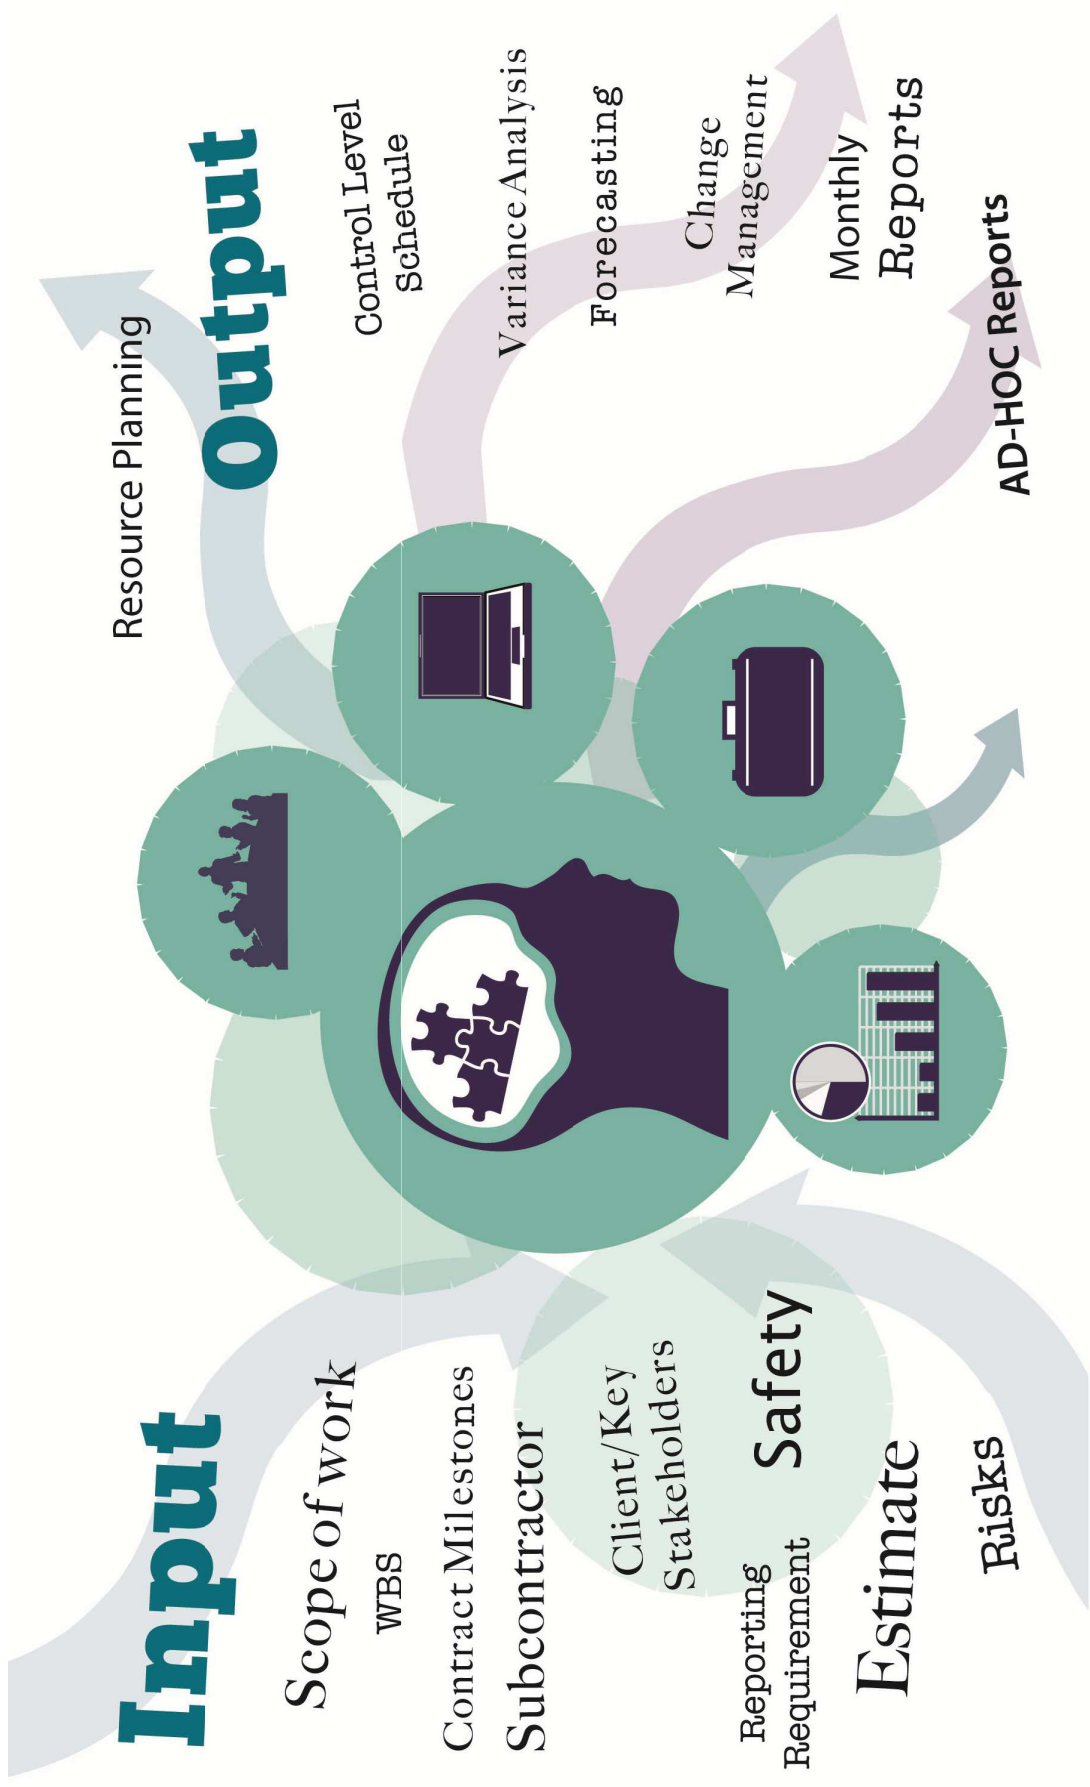 Input
Scope of work
WBS
Contract Milestones
Subcontractor
Client/Key
Stakeholders
Reporting
Requirement
Safety
Estimate
Risks
Resource Planning
Output
Control Level
Schedule
Variance Analysis
Forecasting
Change
Management
Monthly
Reports
AD-HOC Reports